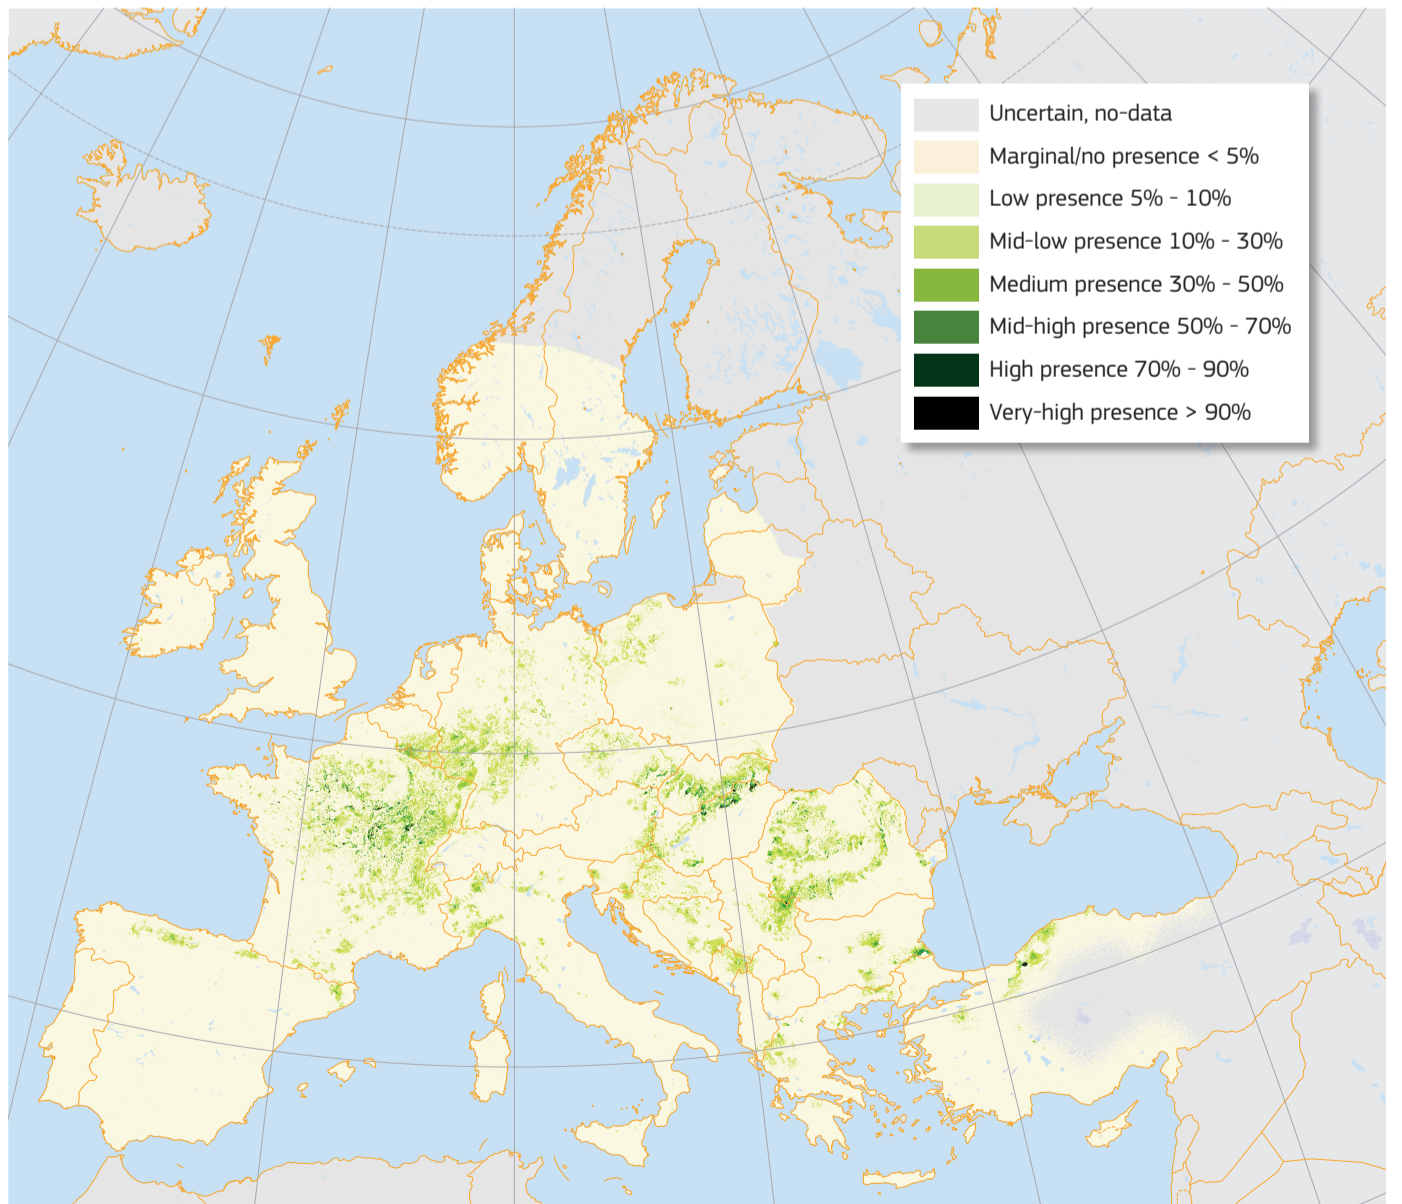 Uncertain, no-data
Marginal/no presence < 5%
Low presence 5% - 10%
Mid-low presence 10% - 30%
Medium presence 30% - 50%
Mid-high presence 50% - 70%
High presence 70% - 90%
Very-high presence > 90%